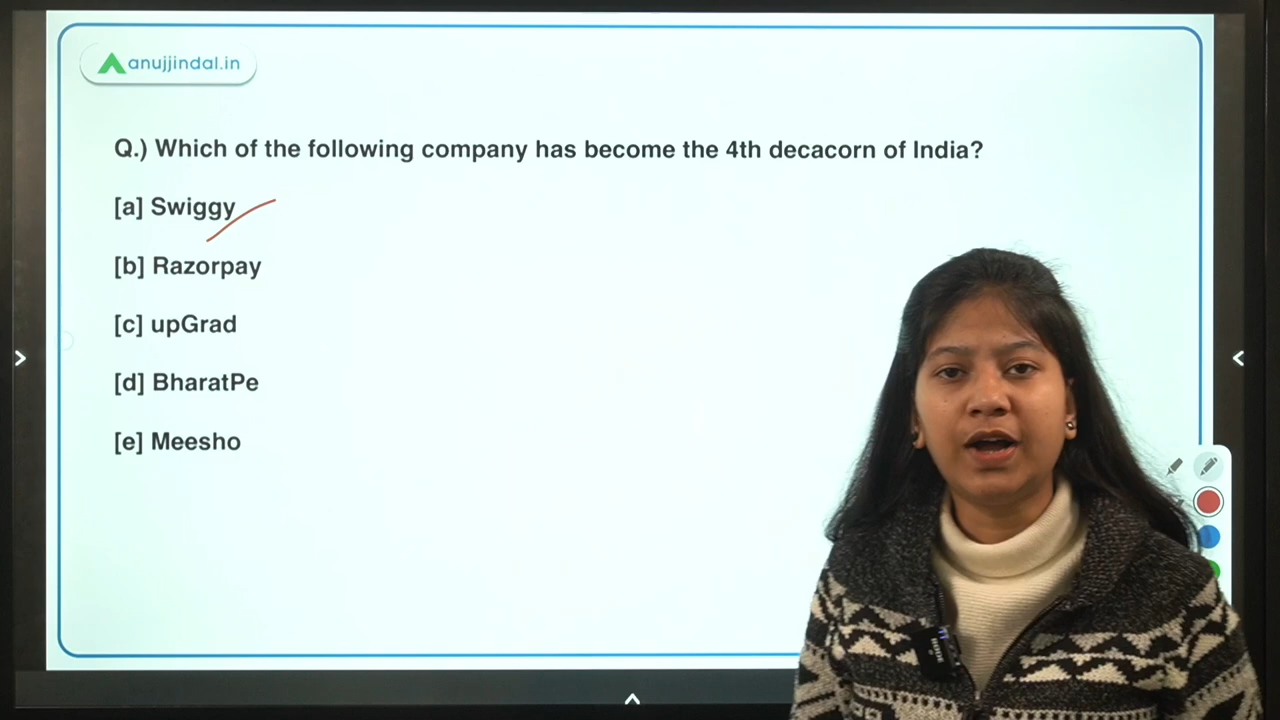 anujjindal.in
Q.) Which of the following company has become the 4th decacorn of India?
[a] Swiggy
[b] Razorpay
[c] upGrad
[d] BharatPe
[e] Meesho